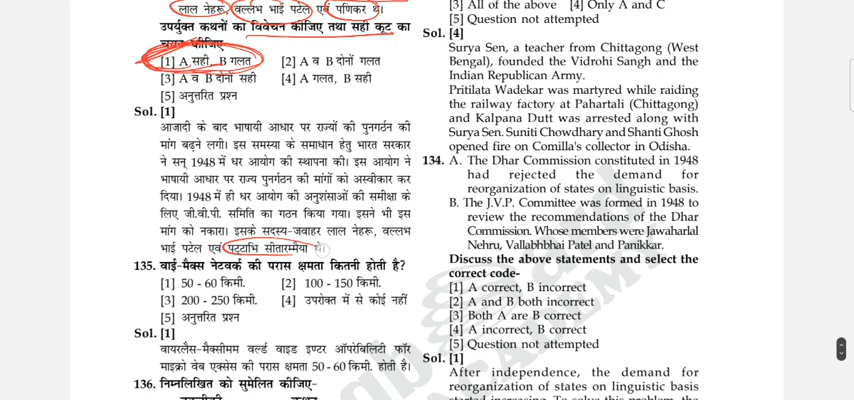 लाल नेहरू, वल्लभ भाई पटेल एवं पणिकर थे।
उपर्युक्त कथनों का विवेचन कीजिए तथा सही कूट का
चयन कीजिए-
[1] A सही, B गलत [2] A व B दोनों गलत
[3] A व B दोनों सही [4] A गलत, B सही
[5] अनुत्तरित प्रश्न
Sol. [1]
आजादी के बाद भाषायी आधार पर राज्यों की पुनर्गठन की
मांग बढ़ने लगी। इस समस्या के समाधान हेतु भारत सरकार
ने सन् 1948 में धर आयोग की स्थापना की। इस आयोग ने
भाषायी आधार पर राज्य पुनर्गठन की मांगों को अस्वीकार कर
दिया। 1948 में ही धर आयोग की अनुशंसाओं की समीक्षा के
लिए जी.वी.पी. समिति का गठन किया गया। इसने भी इस
मांग को नकारा। इसके सदस्य-जवाहर लाल नेहरू, वल्लभ
भाई पटेल एवं पट्टाभि सीतारम्मैया थे।
135. वाई-मैक्स नेटवर्क की परास क्षमता कितनी होती है?
[1] 50 - 60 किमी. [2] 100 - 150 किमी.
[3] 200 - 250 किमी. [4] उपरोक्त में से कोई नहीं
[5] अनुत्तरित प्रश्न
Sol. [1]
वायरलैस-मैक्सीमम वर्ल्ड वाइड इण्टर ऑपरेबिलिटी फॉर
माइक्रो वेब एक्सेस की परास क्षमता 50-60 किमी. होती है।
136. निम्नलिखित को सुमेलित कीजिए-
[3] All of the above [4] Only A and C
[5] Question not attempted
Sol. [4]
Surya Sen, a teacher from Chittagong (West
Bengal), founded the Vidrohi Sangh and the
Indian Republican Army.
Pritilata Wadekar was martyred while raiding
the railway factory at Pahartali (Chittagong)
and Kalpana Dutt was arrested along with
Surya Sen. Suniti Chowdhary and Shanti Ghosh
opened fire on Comilla's collector in Odisha.
134. A. The Dhar Commission constituted in 1948
had rejected the demand for
reorganization of states on linguistic basis.
B. The J.V.P. Committee was formed in 1948 to
review the recommendations of the Dhar
Commission. Whose members were Jawaharlal
Nehru, Vallabhbhai Patel and Panikkar.
Discuss the above statements and select the
correct code-
[1] A correct, B incorrect
[2] A and B both incorrect
[3] Both A are B correct
[4] A incorrect, B correct
[5] Question not attempted
Sol. [1]
After independence, the demand for
reorganization of states on linguistic basis
started increasing. To solve this problem, the